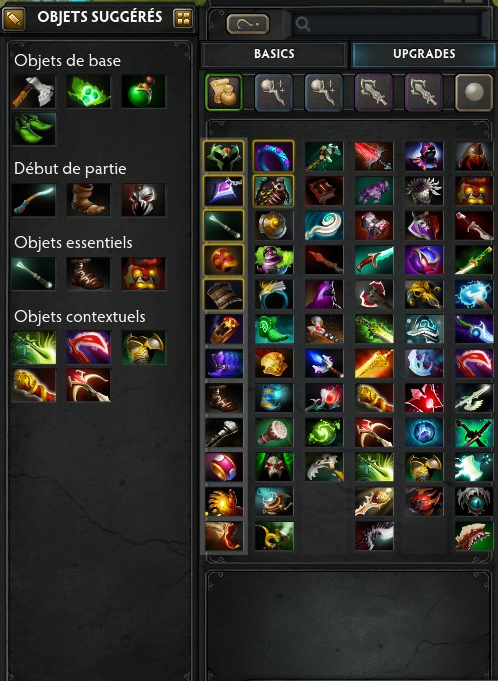 OBJETS SUGGÉRÉS
BASICS
UPGRADES
Objets de base
Début de partie
Objets essentiels
Objets contextuels